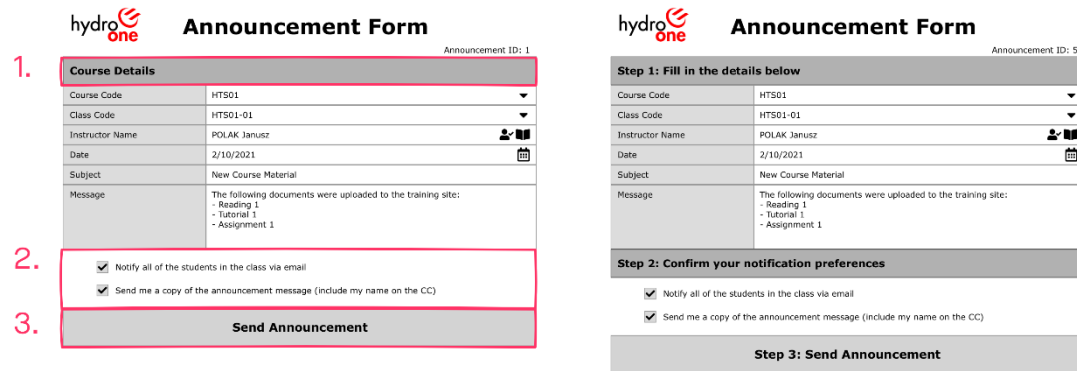 hydro
one
Announcement Form
Announcement ID: 1
1.
Course Details
Course Code
HTS01
Class Code
HTS01-01
Instructor Name
POLAK Janusz
Date
2/10/2021
Subject
New Course Material
Message
The following documents were uploaded to the training site:
- Reading 1
- Tutorial 1
- Assignment 1
2.
Notify all of the students in the class via email
Send me a copy of the announcement message (include my name on the CC)
3.
Send Announcement
hydro
one
Announcement Form
Announcement ID: 5
Step 1: Fill in the details below
Course Code
HTS01
Class Code
HTS01-01
Instructor Name
POLAK Janusz
Date
2/10/2021
Subject
New Course Material
Message
The following documents were uploaded to the training site:
- Reading 1
- Tutorial 1
- Assignment 1
Step 2: Confirm your notification preferences
Notify all of the students in the class via email
Send me a copy of the announcement message (include my name on the CC)
Step 3: Send Announcement